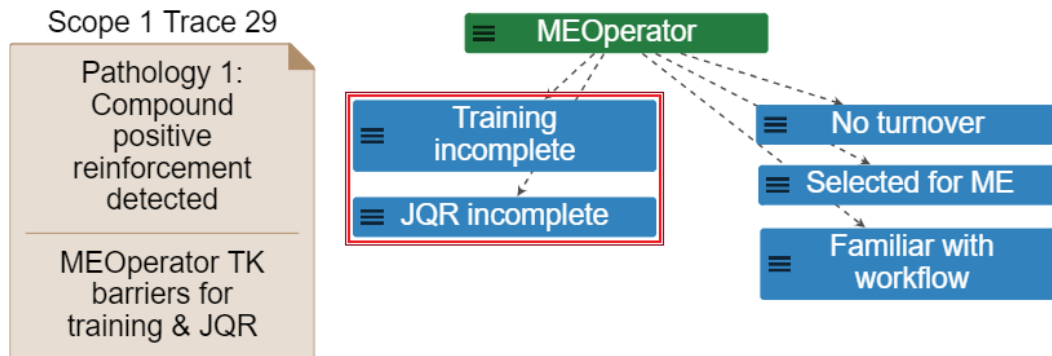 Scope 1 Trace 29
Pathology 1:
Compound
positive
reinforcement
detected
MEOperator TK
barriers for
training & JQR
MEOperator
Training
incomplete
JQR incomplete
No turnover
Selected for ME
Familiar with
workflow